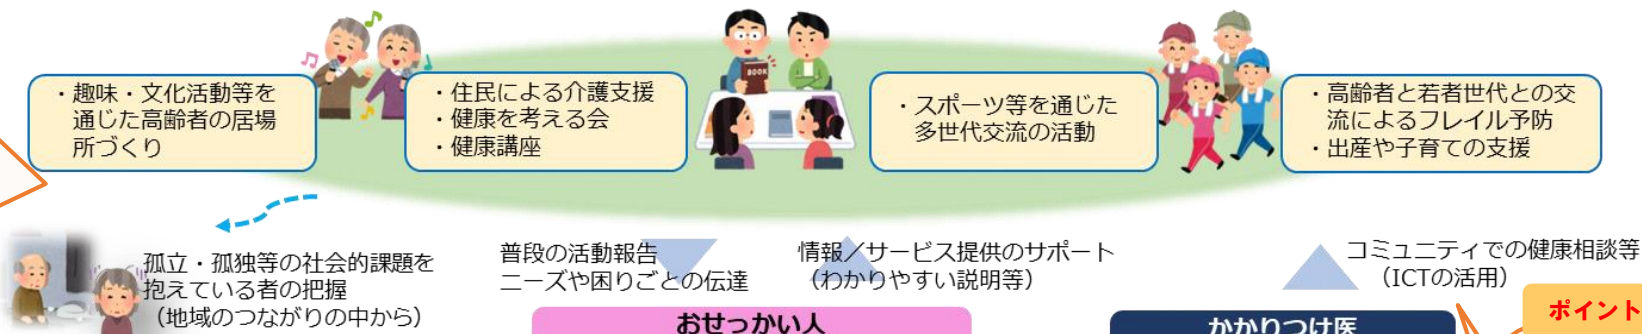 ・趣味・文化活動等を
通じた高齢者の居場
所づくり
・住民による介護支援
・健康を考える会
・健康講座
BOOK
・スポーツ等を通じた
多世代交流の活動
・高齢者と若者世代との交
流によるフレイル予防
・出産や子育ての支援
孤立・孤独等の社会的課題を
抱えている者の把握
（地域のつながりの中から）
普段の活動報告
ニーズや困りごとの伝達
情報／サービス提供のサポート
（わかりやすい説明等）
コミュニティでの健康相談等
（ICTの活用）
ポイント
おせっかい人
かかりつけ医